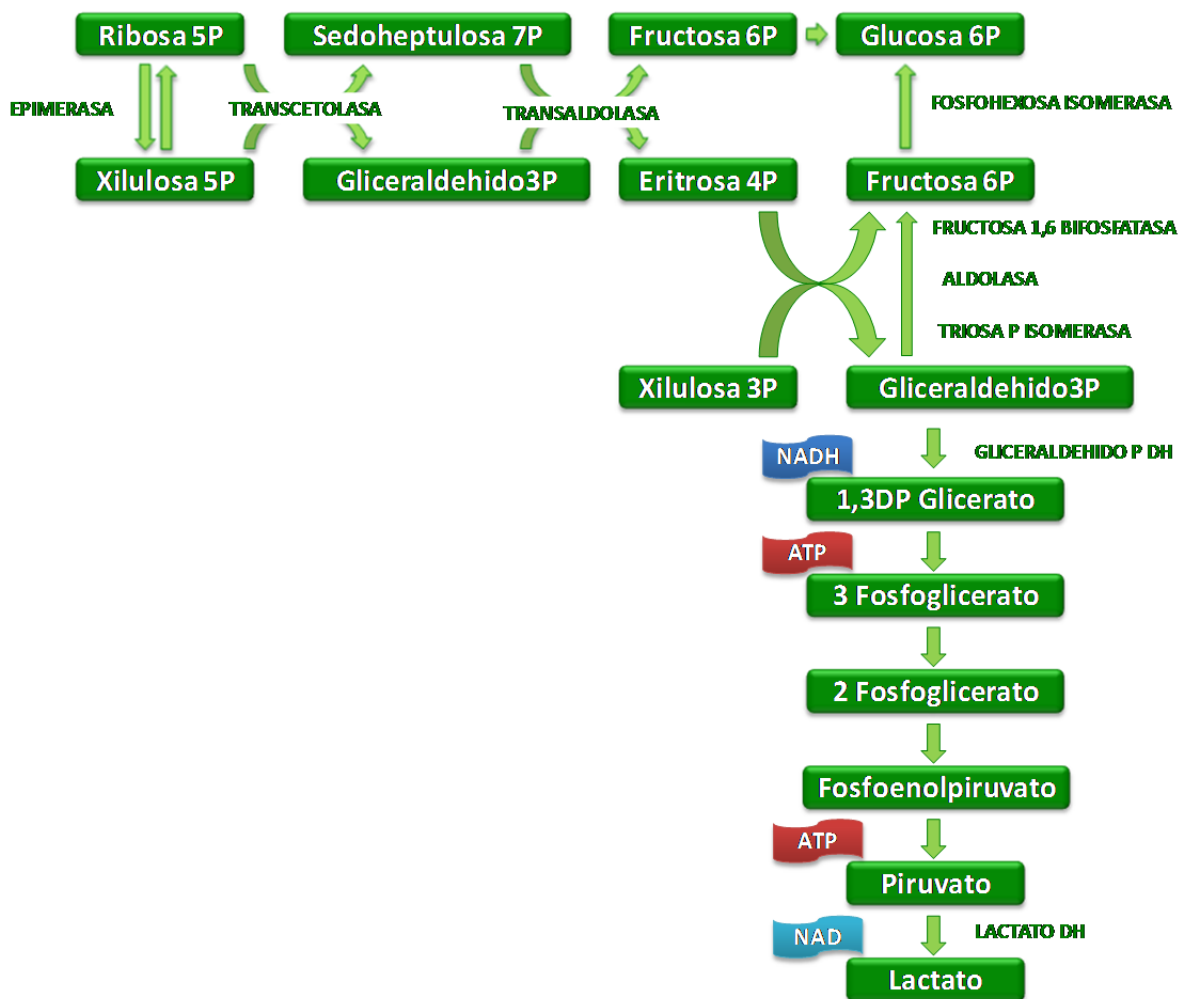 Ribosa 5P
Sedoheptulosa 7P
Fructosa 6P
Glucosa 6P
EPIMERASA
TRANSCETOLASA
TRANSALDOLASA
FOSFOHEXOSA ISOMERASA
Xilulosa 5P
Gliceraldehido3P
Eritrosa 4P
Fructosa 6P
FRUCTOSA 1,6 BIFOSFATASA
ALDOLASA
TRIOSA P ISOMERASA
Xilulosa 3P
Gliceraldehido3P
NADH
GLICERALDEHIDO P DH
1,3DP Glicerato
ATP
3 Fosfoglicerato
2 Fosfoglicerato
Fosfoenolpiruvato
ATP
Piruvato
NAD
LACTATO DH
Lactato